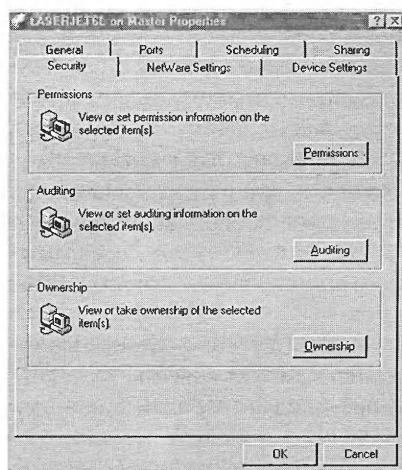 LASERJET6L on Master Properties
General Ports Scheduling Sharing
Security NetWare Settings Device Settings
Permissions
View or set permission information on the
selected item(s).
Permissions
Auditing
View or set auditing information on the
selected item(s).
Auditing
Ownership
View or take ownership of the selected
item(s).
Ownership
OK Cancel